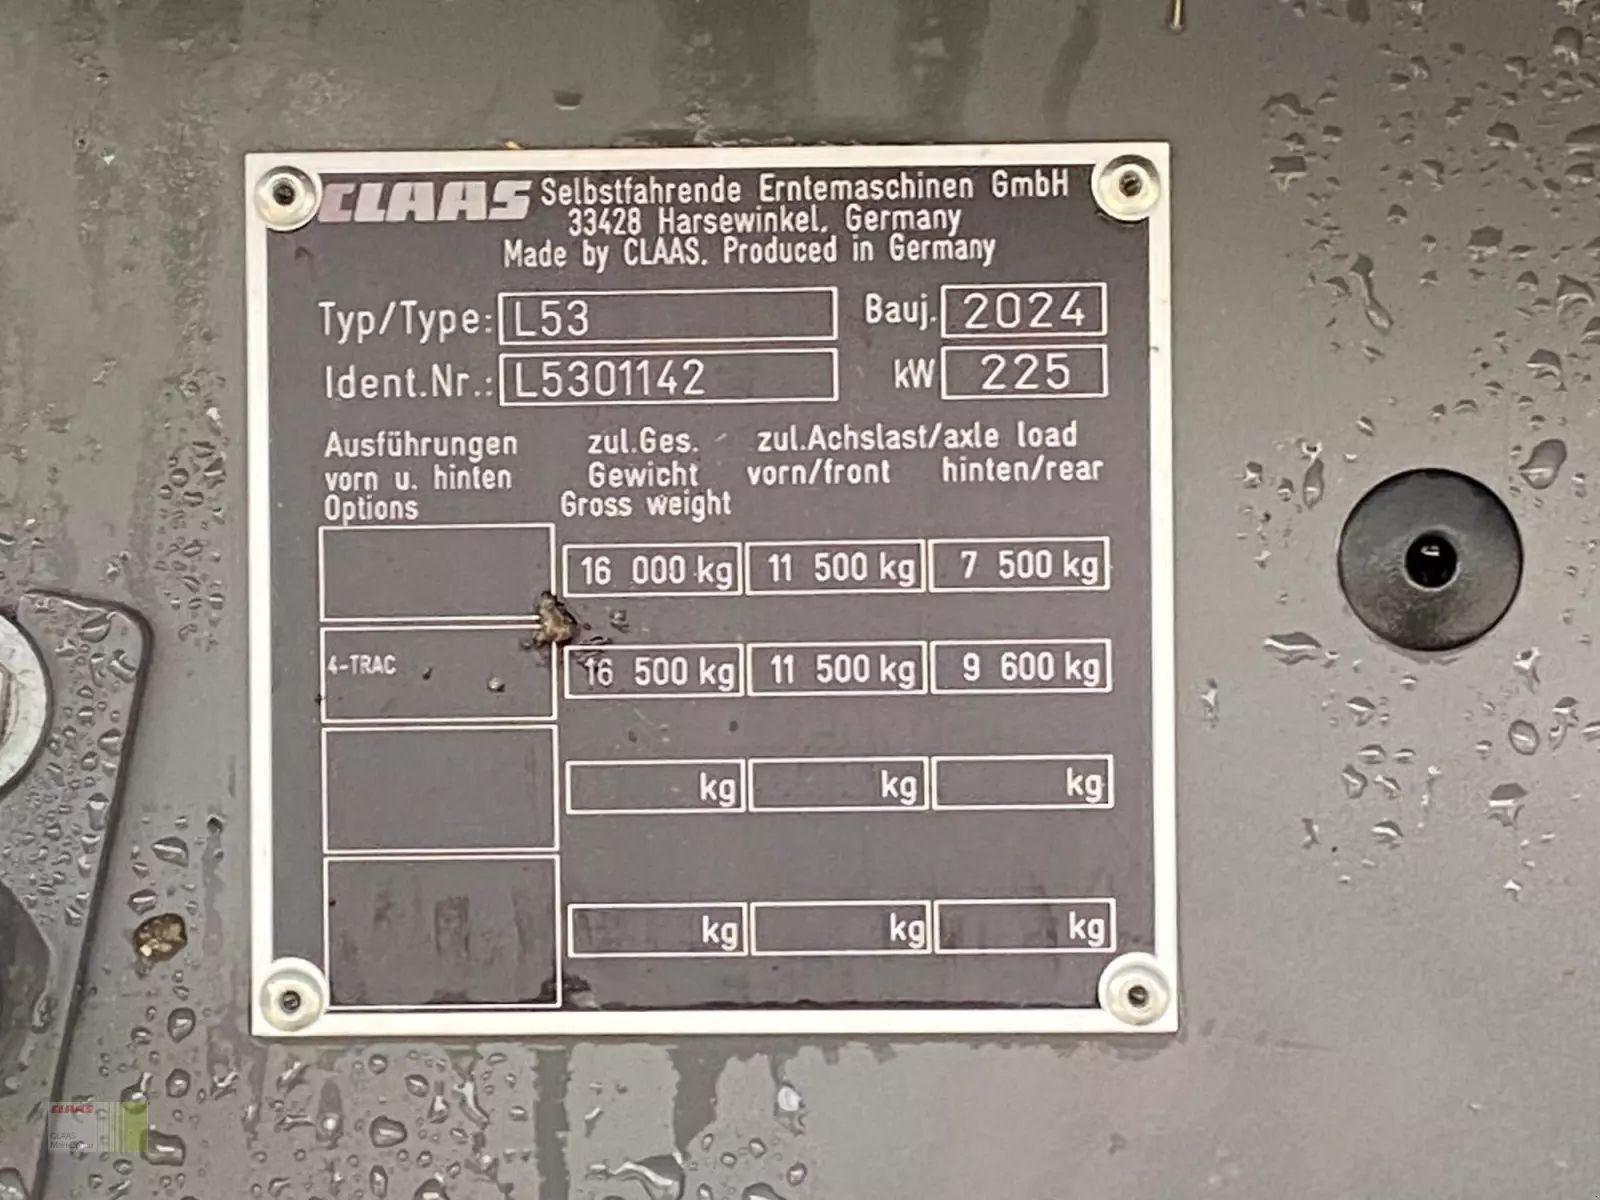 CLAAS Selbstfahrende Erntemaschinen GmbH
33428 Harsewinkel, Germany
Made by CLAAS. Produced in Germany
Typ/Type: L53 Bauj. 2024
Ident.Nr.: L5301142 kW 225
Ausführungen zul.Ges. zul.Achslast/axle load
vorn u. hinten Gewicht vorn/front hinten/rear
Options Gross weight
16 000 kg 11 500 kg 7 500 kg
4-TRAC 16 500 kg 11 500 kg 9 600 kg
kg kg kg
kg kg kg
CLAAS
CLAAS